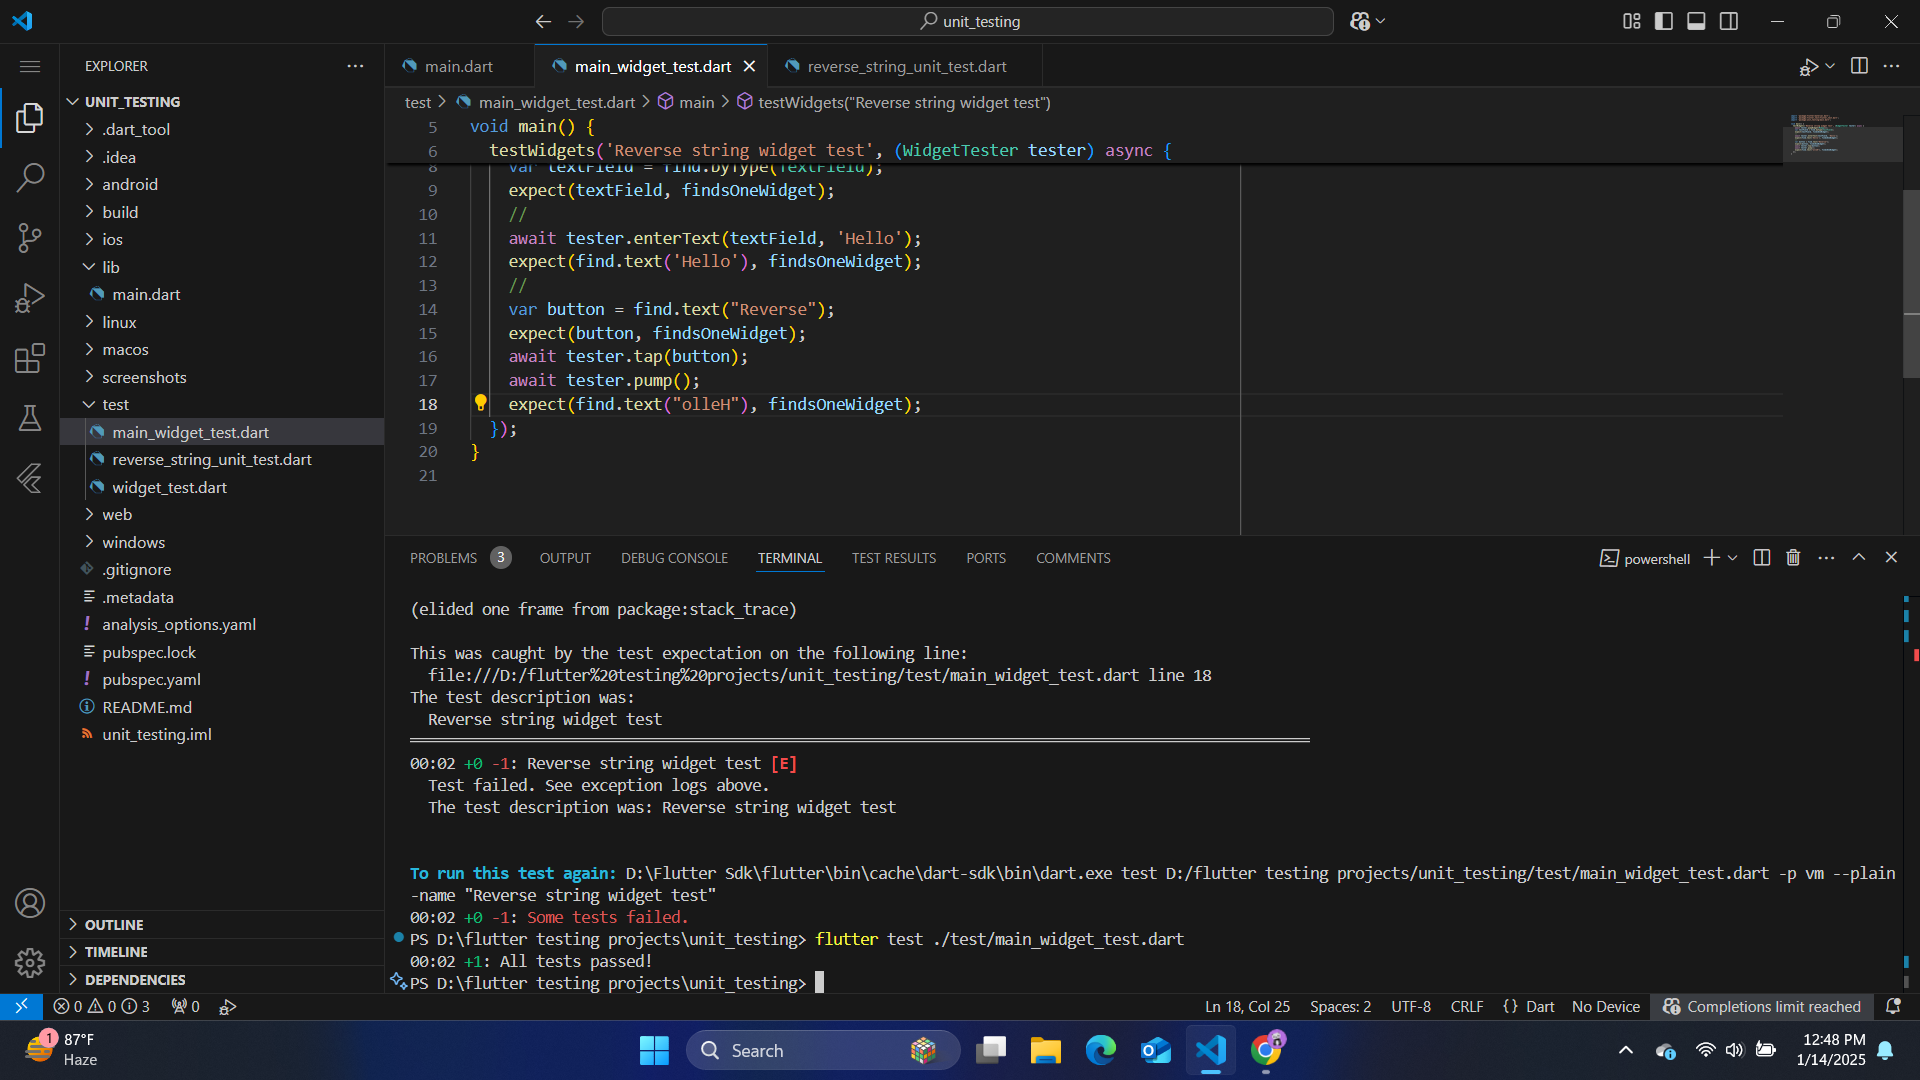 unit_testing
EXPLORER
UNIT_TESTING
.dart_tool
.idea
android
build
ios
lib
main.dart
linux
macos
screenshots
test
main_widget_test.dart
reverse_string_unit_test.dart
widget_test.dart
web
windows
.gitignore
.metadata
analysis_options.yaml
pubspec.lock
pubspec.yaml
README.md
unit_testing.iml
OUTLINE
TIMELINE
DEPENDENCIES
main.dart
main_widget_test.dart
reverse_string_unit_test.dart
test > main_widget_test.dart > main > testWidgets("Reverse string widget test")
5 void main() {
6 testWidgets('Reverse string widget test', (WidgetTester tester) async {
8 var textField = find.byType(TextField);
9 expect(textField, findsOneWidget);
10 //
11 await tester.enterText(textField, 'Hello');
12 expect(find.text('Hello'), findsOneWidget);
13 //
14 var button = find.text("Reverse");
15 expect(button, findsOneWidget);
16 await tester.tap(button);
17 await tester.pump();
18 expect(find.text("olleH"), findsOneWidget);
19 });
20 }
21
PROBLEMS 3 OUTPUT DEBUG CONSOLE TERMINAL TEST RESULTS PORTS COMMENTS
powershell
(elided one frame from package:stack_trace)
This was caught by the test expectation on the following line:
file:///D:/flutter%20testing%20projects/unit_testing/test/main_widget_test.dart line 18
The test description was:
Reverse string widget test
00:02 +0 -1: Reverse string widget test [E]
Test failed. See exception logs above.
The test description was: Reverse string widget test
To run this test again: D:\Flutter Sdk\flutter\bin\cache\dart-sdk\bin\dart.exe test D:/flutter testing projects/unit_testing/test/main_widget_test.dart -p vm --plain
-name "Reverse string widget test"
00:02 +0 -1: Some tests failed.
PS D:\flutter testing projects\unit_testing> flutter test ./test/main_widget_test.dart
00:02 +1: All tests passed!
PS D:\flutter testing projects\unit_testing>
0 0 3 0
Ln 18, Col 25 Spaces: 2 UTF-8 CRLF {} Dart No Device Completions limit reached
1
87°F
Haze
Search
12:48 PM
1/14/2025